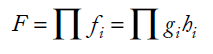 F = ∏ fᵢ = ∏ gᵢhᵢ